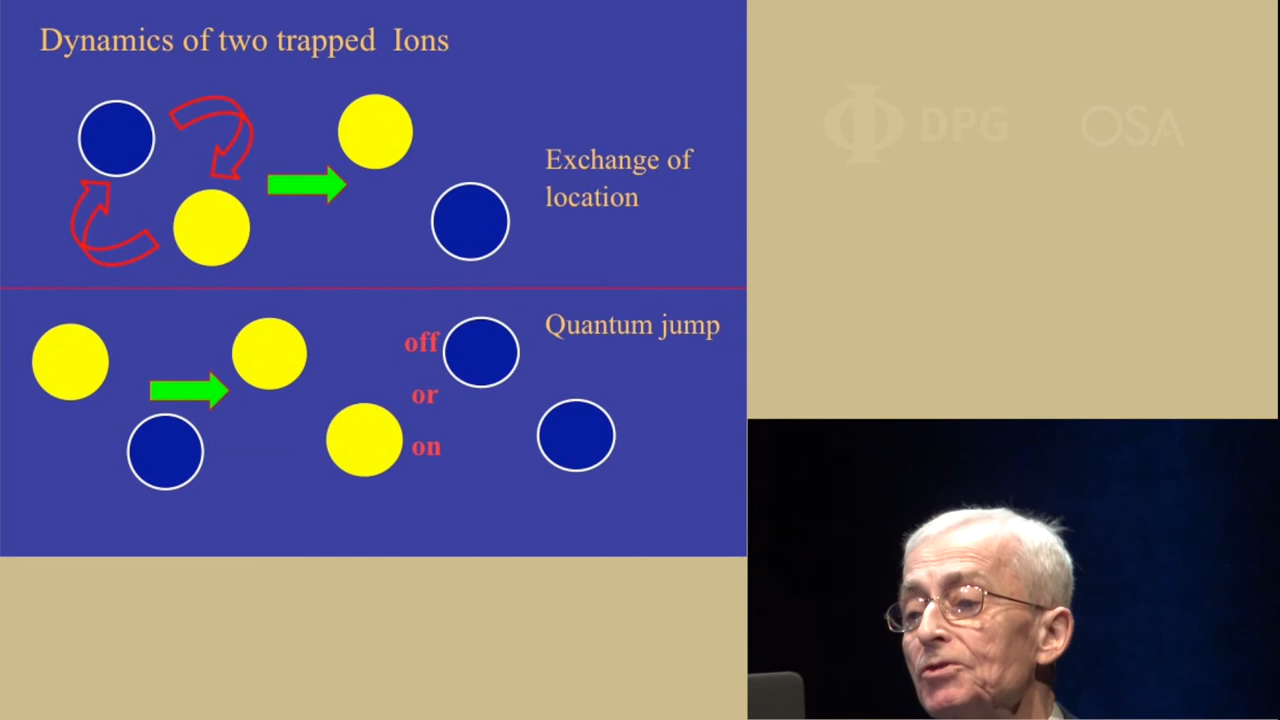 Dynamics of two trapped Ions
Exchange of
location
Quantum jump
off
or
on
DPG
OSA